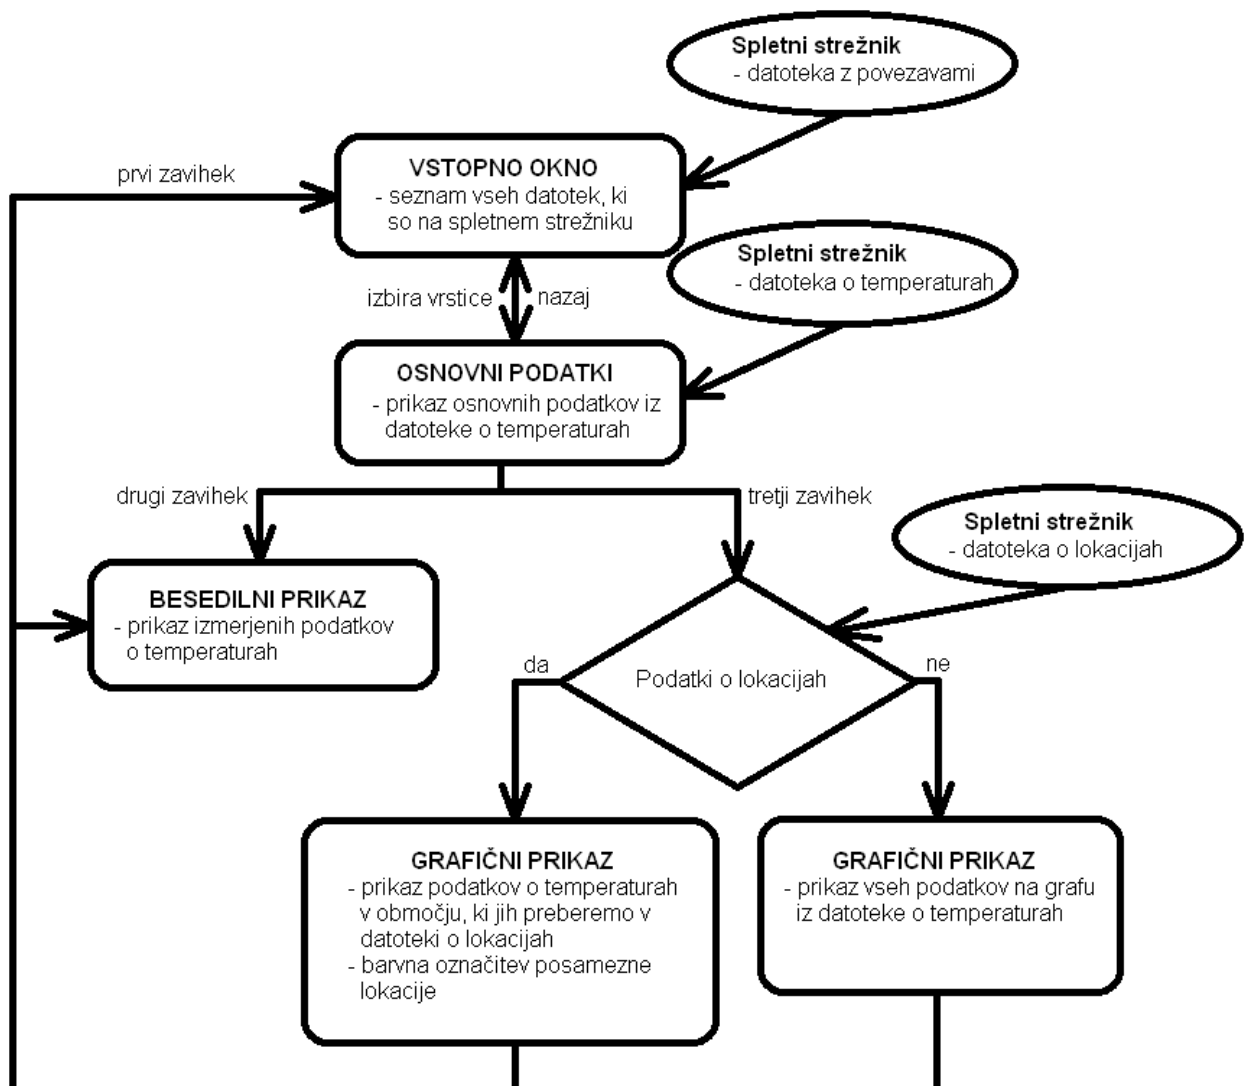 Spletni strežnik
- datoteka z povezavami
prvi zavihek
VSTOPNO OKNO
- seznam vseh datotek, ki
so na spletnem strežniku
Spletni strežnik
- datoteka o temperaturah
izbira vrstice
nazaj
OSNOVNI PODATKI
- prikaz osnovnih podatkov iz
datoteke o temperaturah
drugi zavihek
tretji zavihek
Spletni strežnik
- datoteka o lokacijah
BESEDILNI PRIKAZ
- prikaz izmerjenih podatkov
o temperaturah
da
Podatki o lokacijah
ne
GRAFIČNI PRIKAZ
- prikaz podatkov o temperaturah
v območju, ki jih preberemo v
datoteki o lokacijah
- barvna označitev posamezne
lokacije
GRAFIČNI PRIKAZ
- prikaz vseh podatkov na grafu
iz datoteke o temperaturah